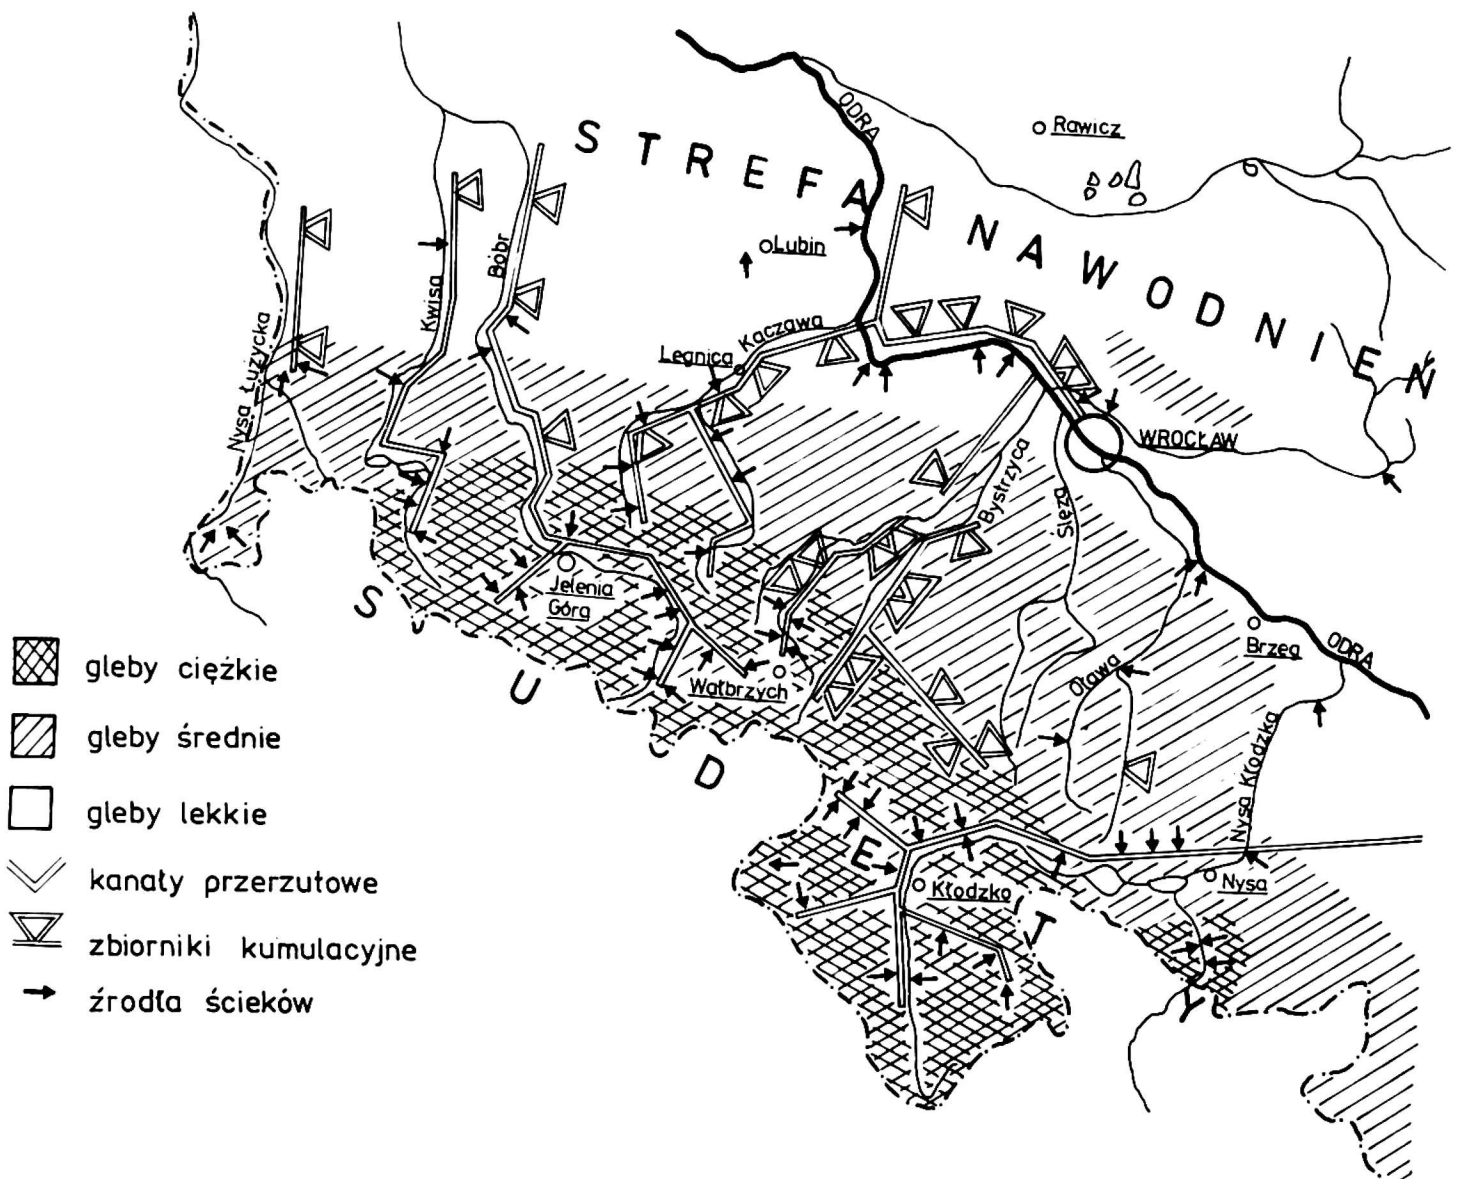 ODRA
Rawicz
STREFA NAWODNIEŃ
Lubin
Bóbr
Kwisa
Nysa Łużycka
Kaczawa
Legnica
WROCŁAW
Bystrzyca
Ślęza
Jelenia
Góra
Wałbrzych
Oława
Brzeg
ODRA
Nysa Kłodzka
Kłodzko
Nysa
SUDETY
gleby ciężkie
gleby średnie
gleby lekkie
kanały przerzutowe
zbiorniki kumulacyjne
źrodła ścieków